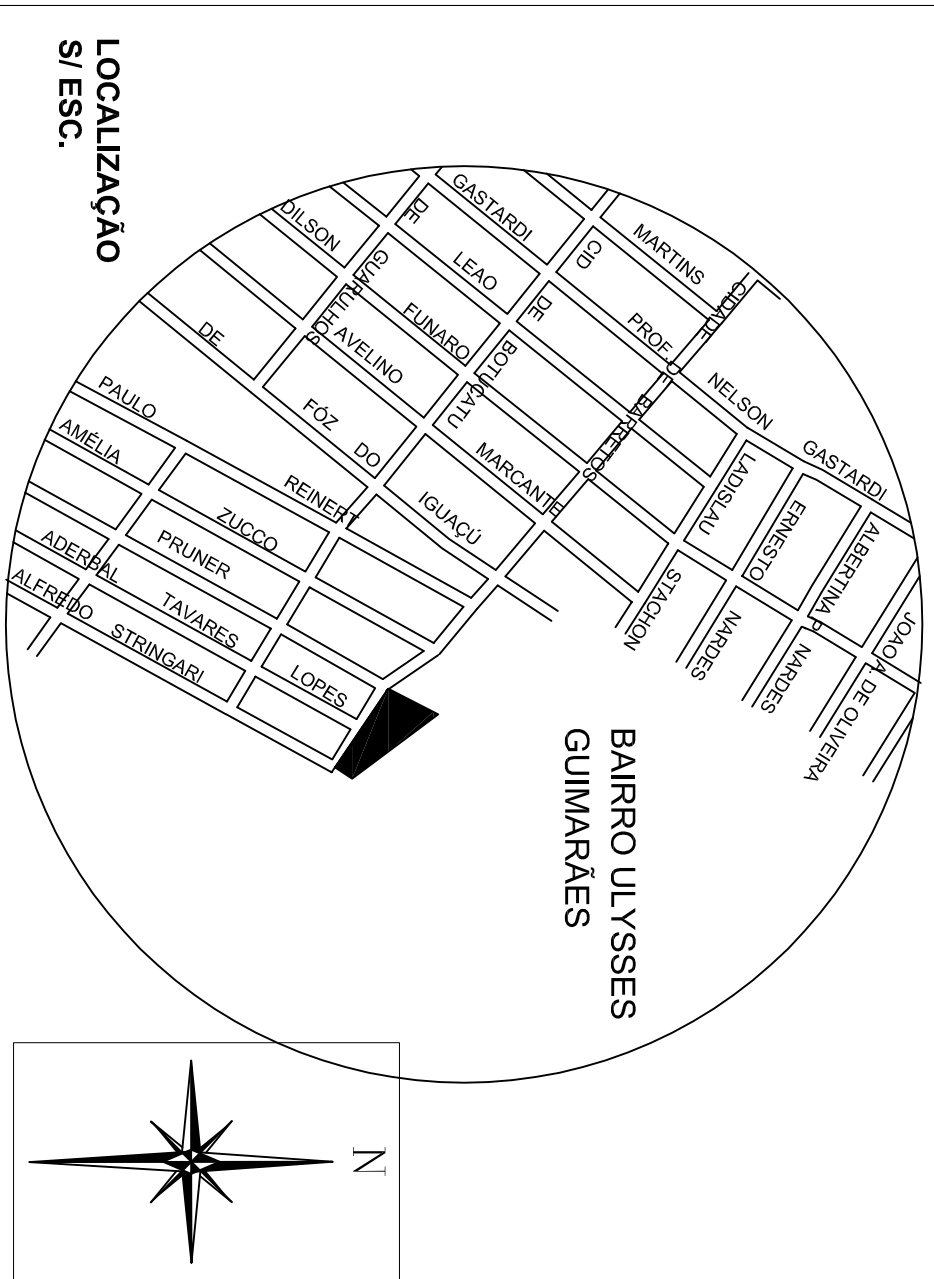 LOCALIZAÇÃO
S/ ESC.
GASTARDI
MARTINS
DE
DILSON
LEAO
CID
CIDADE
GUARULHOS
FUNARO
DE
PROF.
DE
AVELINO
BOTUCATU
E BARRETOS
NELSON
PAULO
FÓZ
DO
MARCANTE
GASTARDI
AMÉLIA
REINERT
IGUAÇÚ
LADISLAU
ERNESTO
ALBERTINA P
ZUCCO
PRUNER
ADERBAL
TAVARES
STACHON
NARDES
NARDES
JOAO A. DE OLIVEIRA
ALFREDO
STRINGARI
LOPES
BAIRRO ULYSSES
GUIMARÃES
N